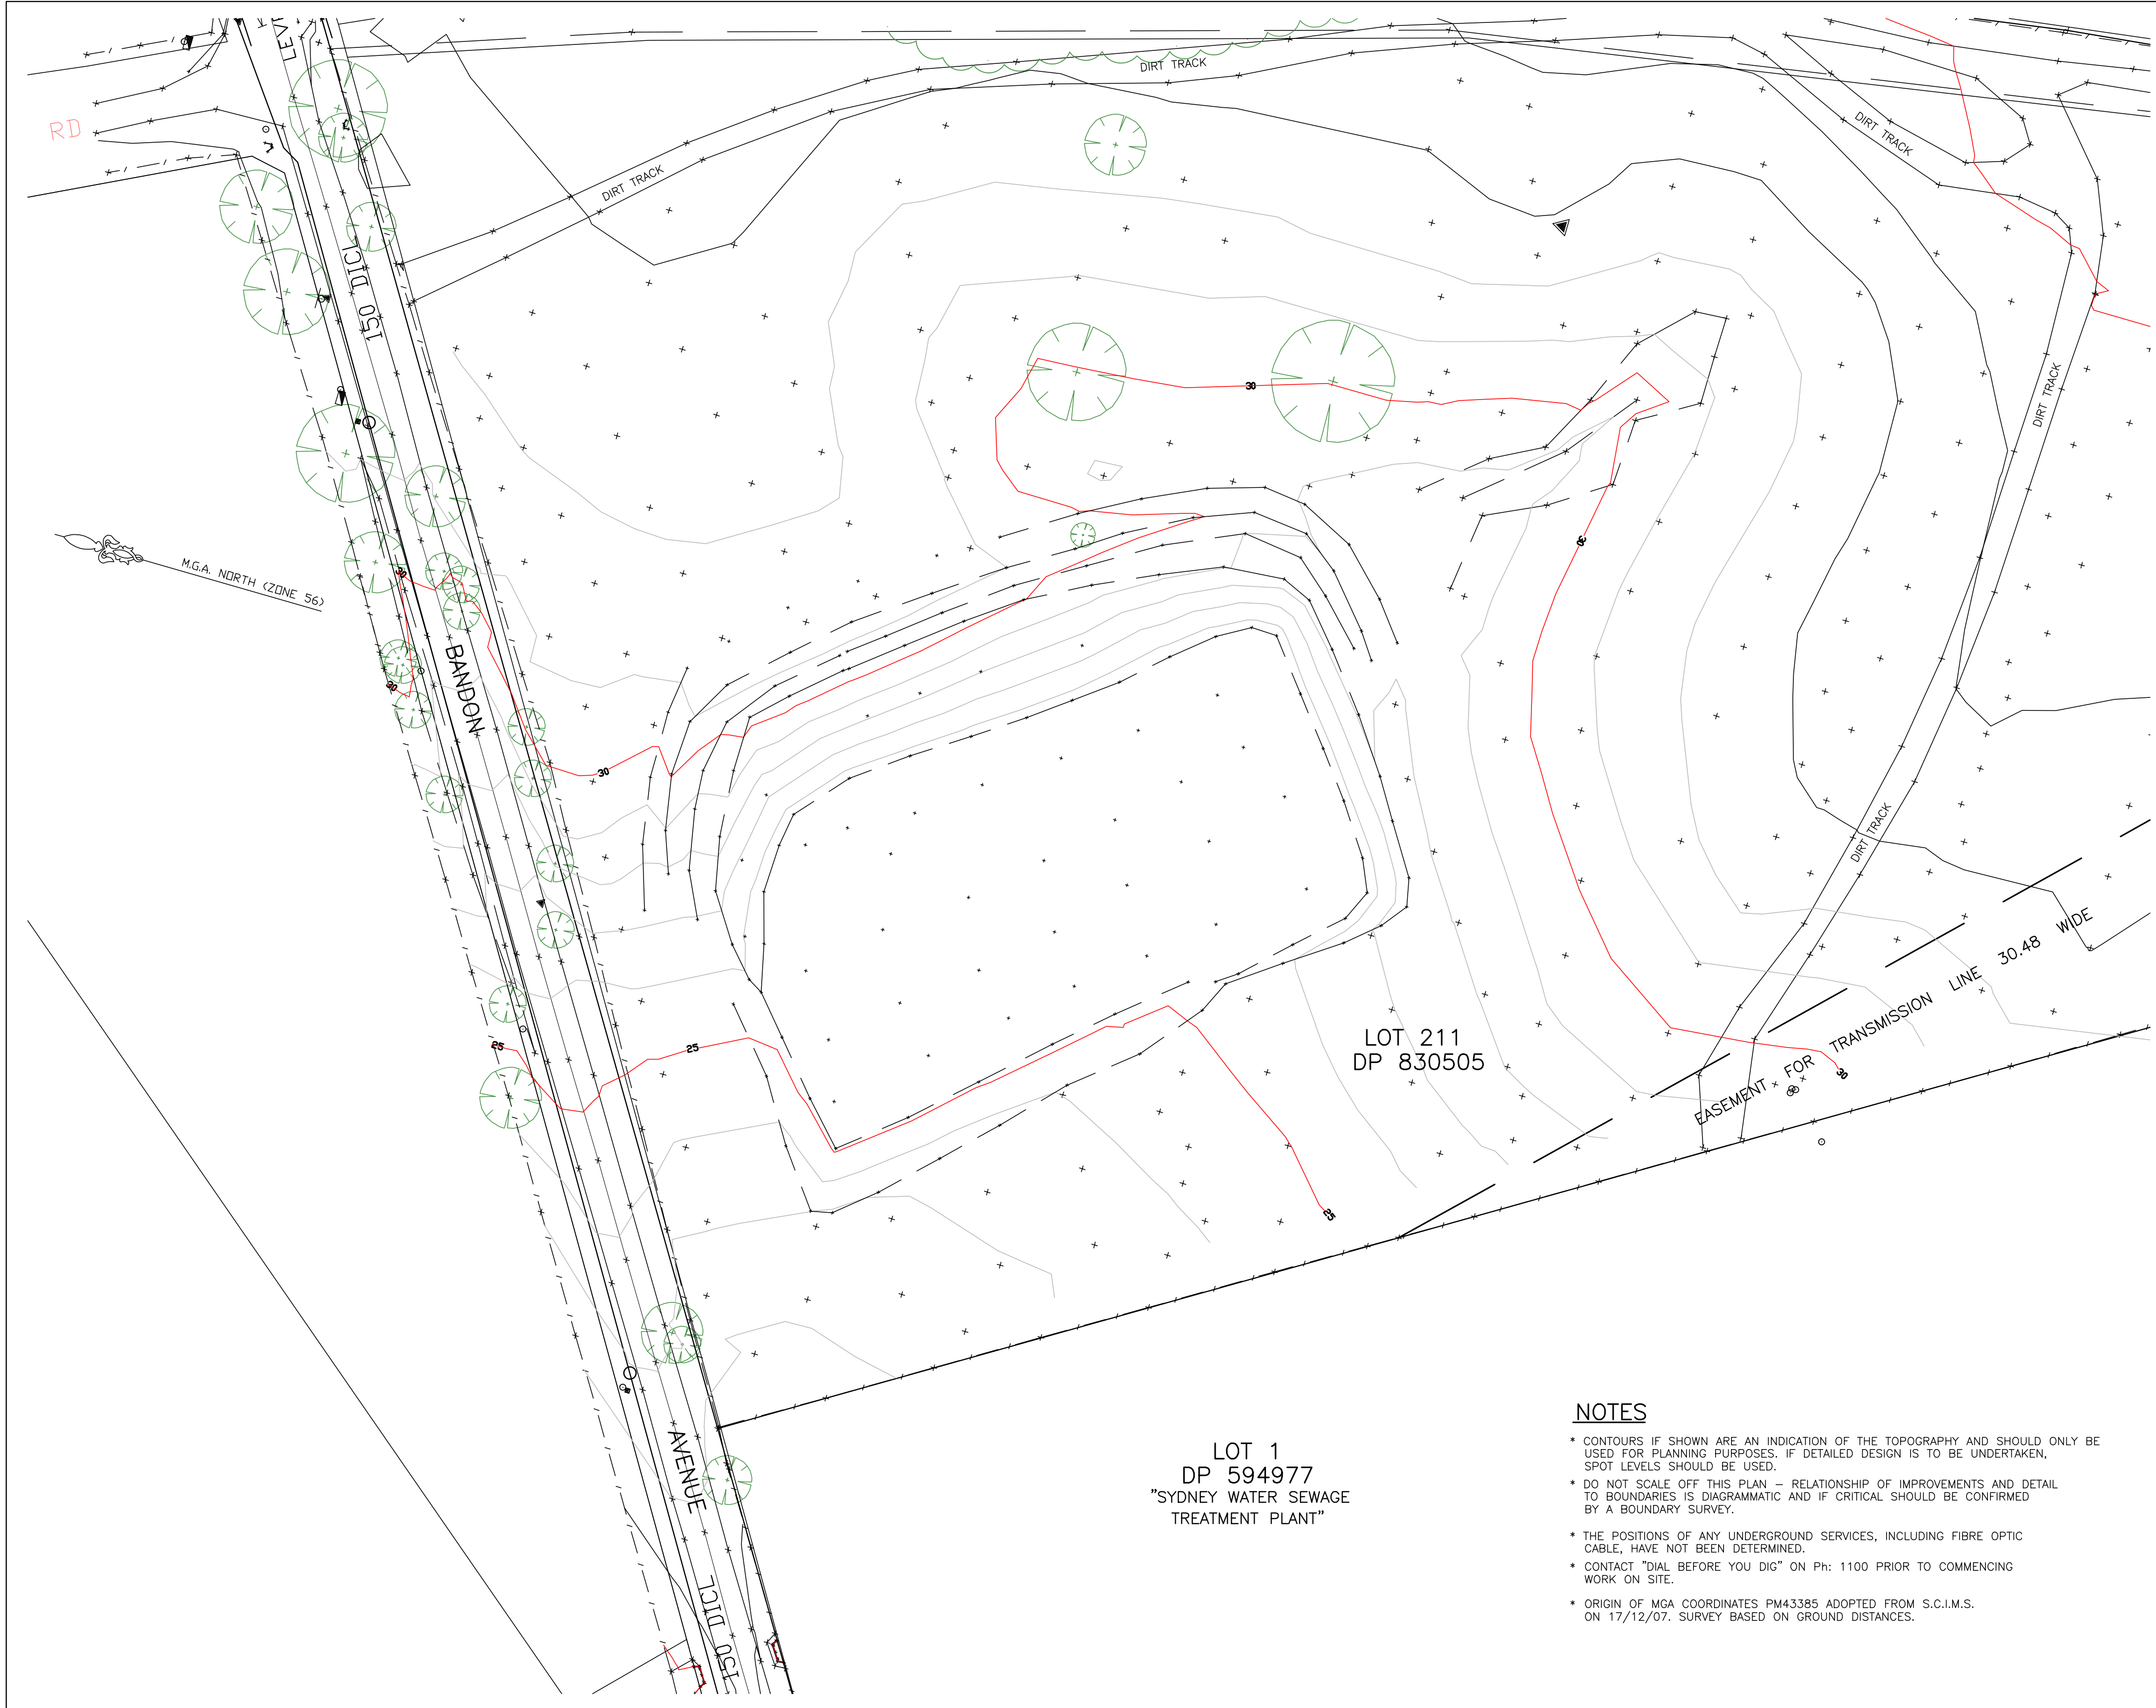 LEV
RD
DIRT TRACK
DIRT TRACK
DIRT TRACK
150 DICL
30
M.G.A. NORTH (ZONE 56)
30
30
30
BANDON
30
DIRT TRACK
DIRT TRACK
25
25
LOT 211
DP 830505
30
25
EASEMENT FOR TRANSMISSION LINE 30.48 WIDE
AVENUE
150 DICL
LOT 1
DP 594977
"SYDNEY WATER SEWAGE
TREATMENT PLANT"
NOTES
* CONTOURS IF SHOWN ARE AN INDICATION OF THE TOPOGRAPHY AND SHOULD ONLY BE
USED FOR PLANNING PURPOSES. IF DETAILED DESIGN IS TO BE UNDERTAKEN,
SPOT LEVELS SHOULD BE USED.
* DO NOT SCALE OFF THIS PLAN – RELATIONSHIP OF IMPROVEMENTS AND DETAIL
TO BOUNDARIES IS DIAGRAMMATIC AND IF CRITICAL SHOULD BE CONFIRMED
BY A BOUNDARY SURVEY.
* THE POSITIONS OF ANY UNDERGROUND SERVICES, INCLUDING FIBRE OPTIC
CABLE, HAVE NOT BEEN DETERMINED.
* CONTACT "DIAL BEFORE YOU DIG" ON Ph: 1100 PRIOR TO COMMENCING
WORK ON SITE.
* ORIGIN OF MGA COORDINATES PM43385 ADOPTED FROM S.C.I.M.S.
ON 17/12/07. SURVEY BASED ON GROUND DISTANCES.